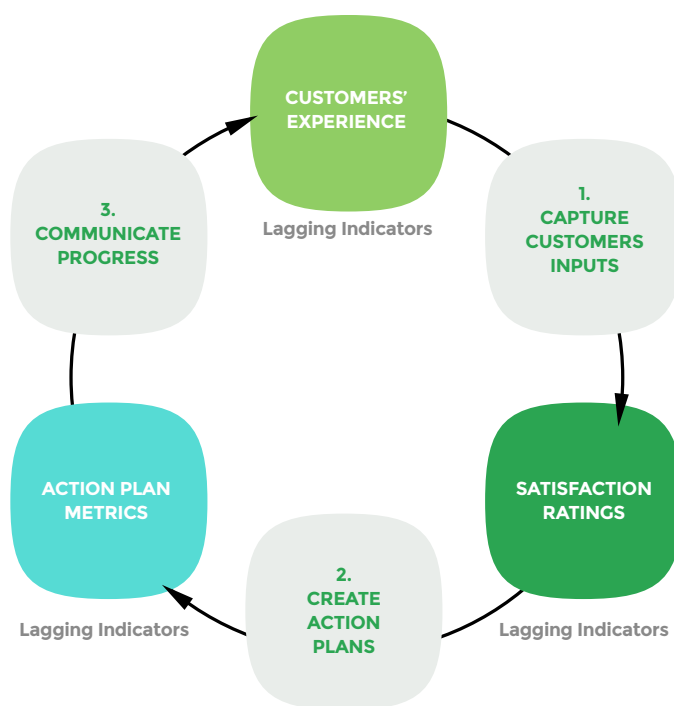 CUSTOMERS'
EXPERIENCE
Lagging Indicators
1.
CAPTURE
CUSTOMERS
INPUTS
SATISFACTION
RATINGS
Lagging Indicators
2.
CREATE
ACTION
PLANS
ACTION PLAN
METRICS
Lagging Indicators
3.
COMMUNICATE
PROGRESS